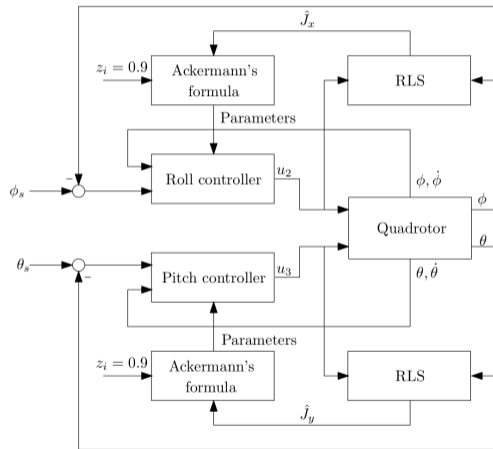 Ĵ_x
z_i = 0.9
Ackermann's
formula
RLS
Parameters
−
u_2
Roll controller
ϕ, ϕ̇
ϕ_s
ϕ
Quadrotor
θ
θ_s
u_3
Pitch controller
θ, θ̇
−
Parameters
z_i = 0.9
Ackermann's
formula
RLS
Ĵ_y